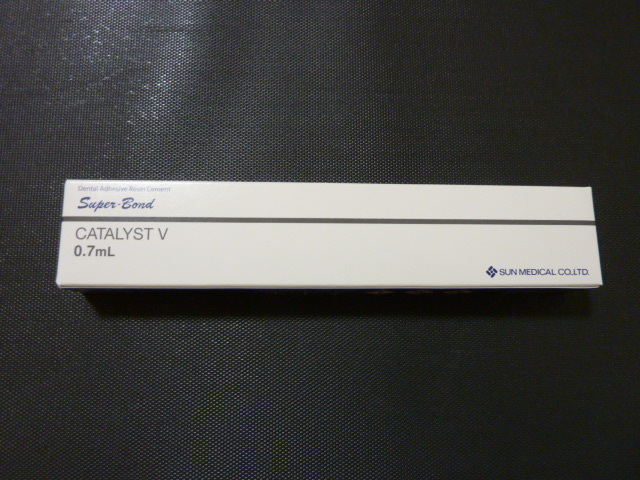 Dental Adhesive Resin Cement
Super-Bond
CATALYST V
0.7mL
SUN MEDICAL CO.,LTD.